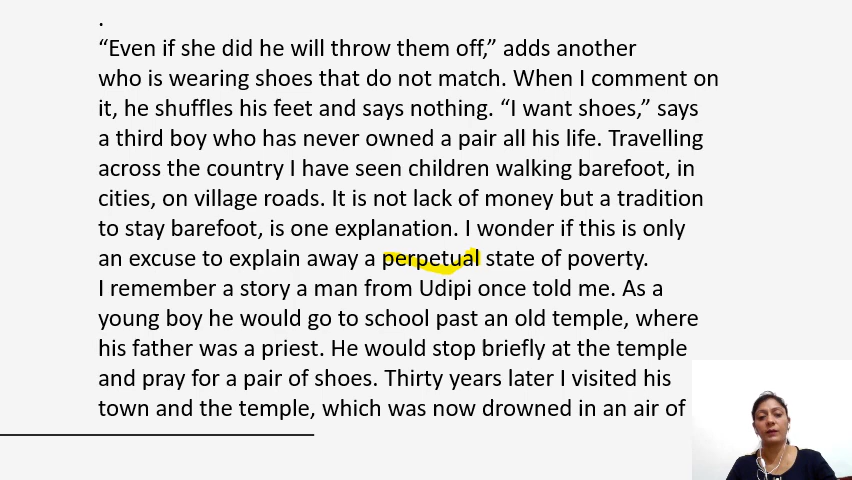 .
“Even if she did he will throw them off,” adds another
who is wearing shoes that do not match. When I comment on
it, he shuffles his feet and says nothing. “I want shoes,” says
a third boy who has never owned a pair all his life. Travelling
across the country I have seen children walking barefoot, in
cities, on village roads. It is not lack of money but a tradition
to stay barefoot, is one explanation. I wonder if this is only
an excuse to explain away a perpetual state of poverty.
I remember a story a man from Udipi once told me. As a
young boy he would go to school past an old temple, where
his father was a priest. He would stop briefly at the temple
and pray for a pair of shoes. Thirty years later I visited his
town and the temple, which was now drowned in an air of